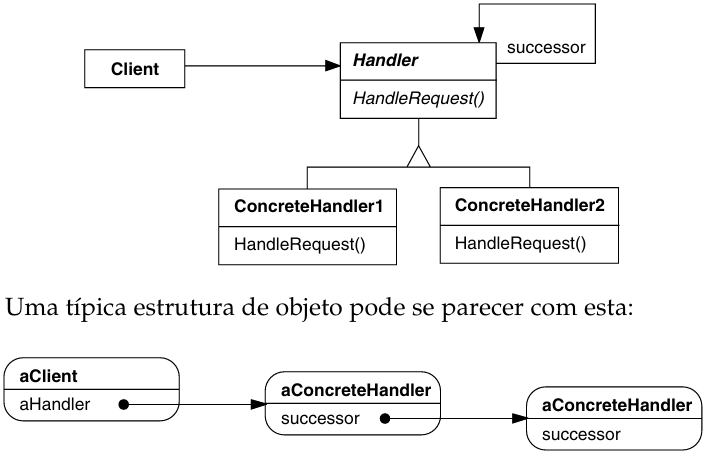 successor
Client
Handler
HandleRequest()
ConcreteHandler1
HandleRequest()
ConcreteHandler2
HandleRequest()
Uma típica estrutura de objeto pode se parecer com esta:
aClient
aHandler
aConcreteHandler
successor
aConcreteHandler
successor